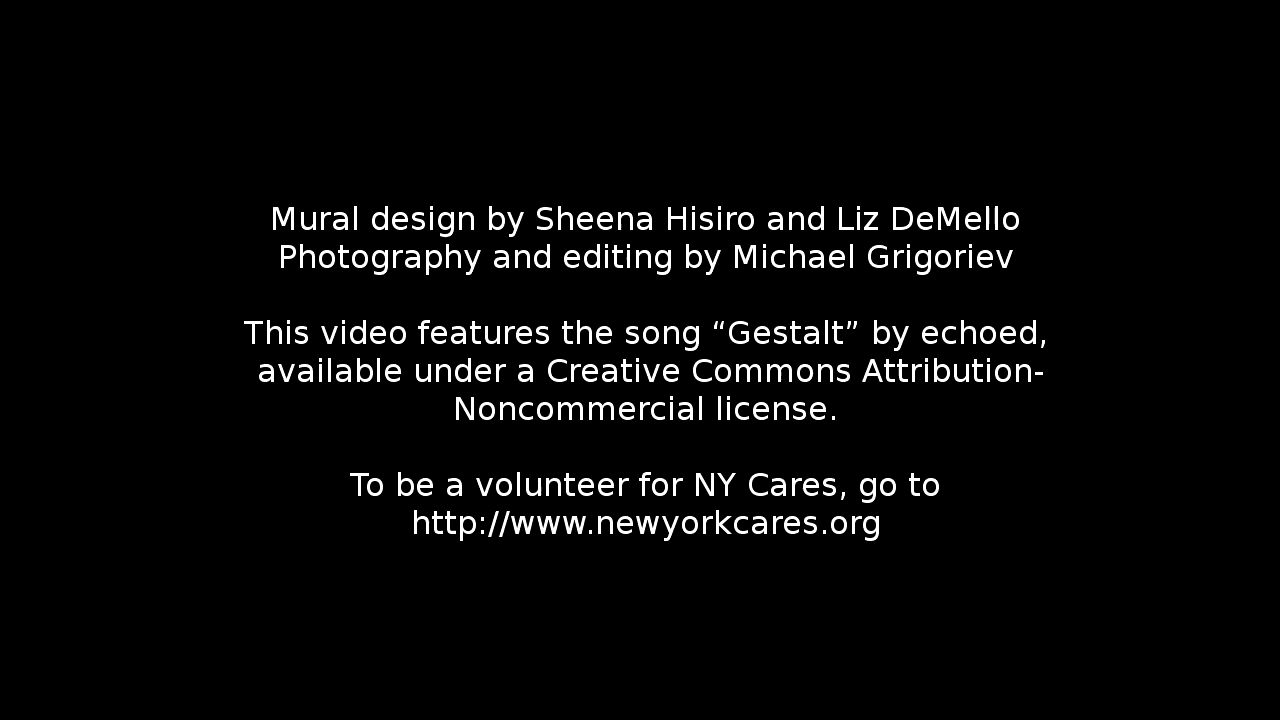 Mural design by Sheena Hisiro and Liz DeMello
Photography and editing by Michael Grigoriev
This video features the song “Gestalt” by echoed,
available under a Creative Commons Attribution-
Noncommercial license.
To be a volunteer for NY Cares, go to
http://www.newyorkcares.org